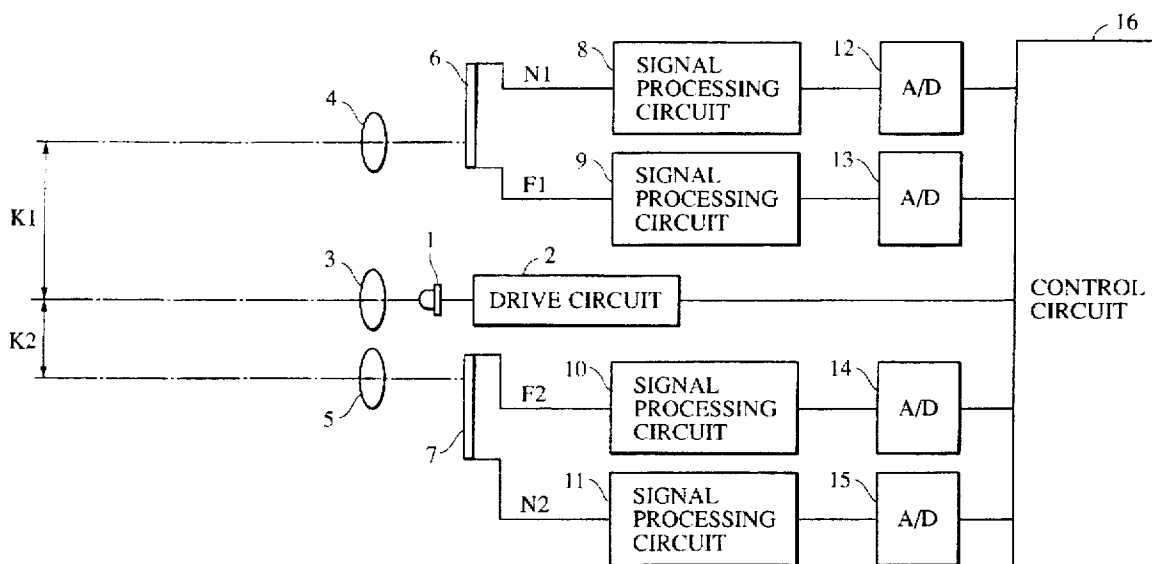 16
6
N1
8
SIGNAL
PROCESSING
CIRCUIT
12
A/D
4
9
SIGNAL
PROCESSING
CIRCUIT
13
A/D
F1
K1
3
1
2
DRIVE CIRCUIT
CONTROL
CIRCUIT
K2
5
7
F2
10
SIGNAL
PROCESSING
CIRCUIT
14
A/D
N2
11
SIGNAL
PROCESSING
CIRCUIT
15
A/D